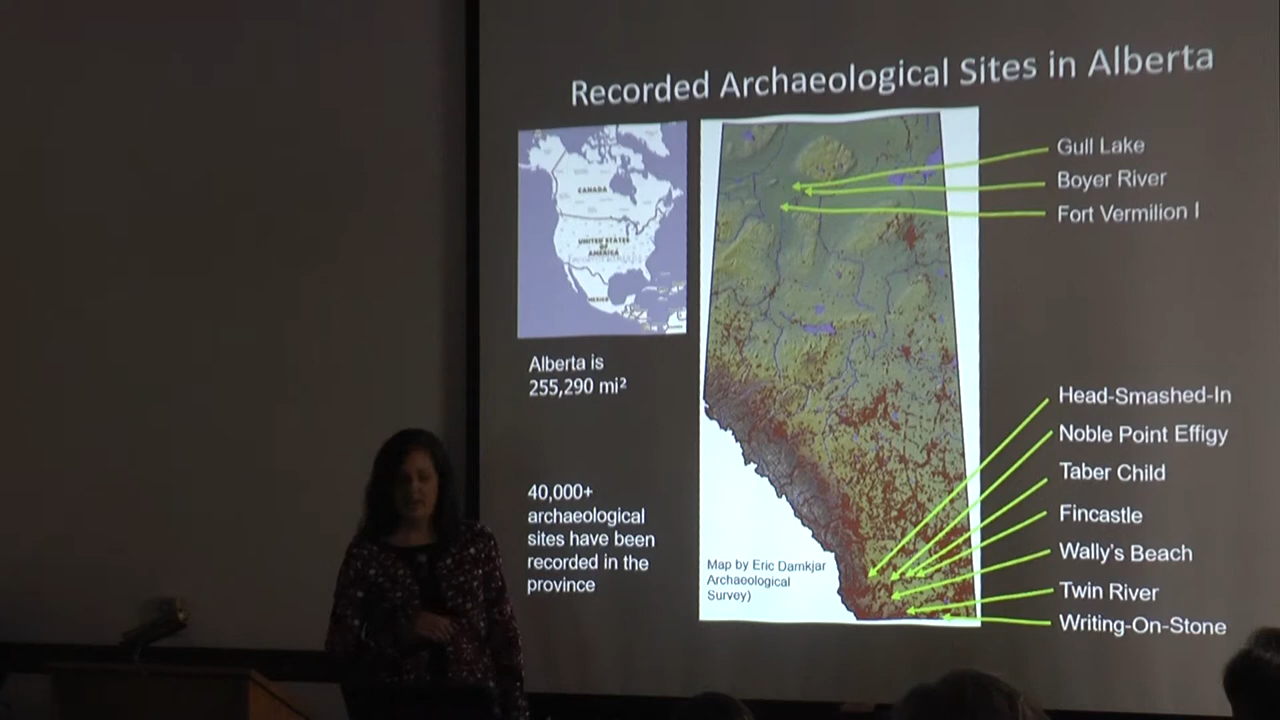 Recorded Archaeological Sites in Alberta
CANADA
UNITED STATES
OF
AMERICA
MEXICO
Alberta is
255,290 mi²
40,000+
archaeological
sites have been
recorded in the
province
Map by Eric Damkjar
Archaeological
Survey)
Gull Lake
Boyer River
Fort Vermilion I
Head-Smashed-In
Noble Point Effigy
Taber Child
Fincastle
Wally's Beach
Twin River
Writing-On-Stone